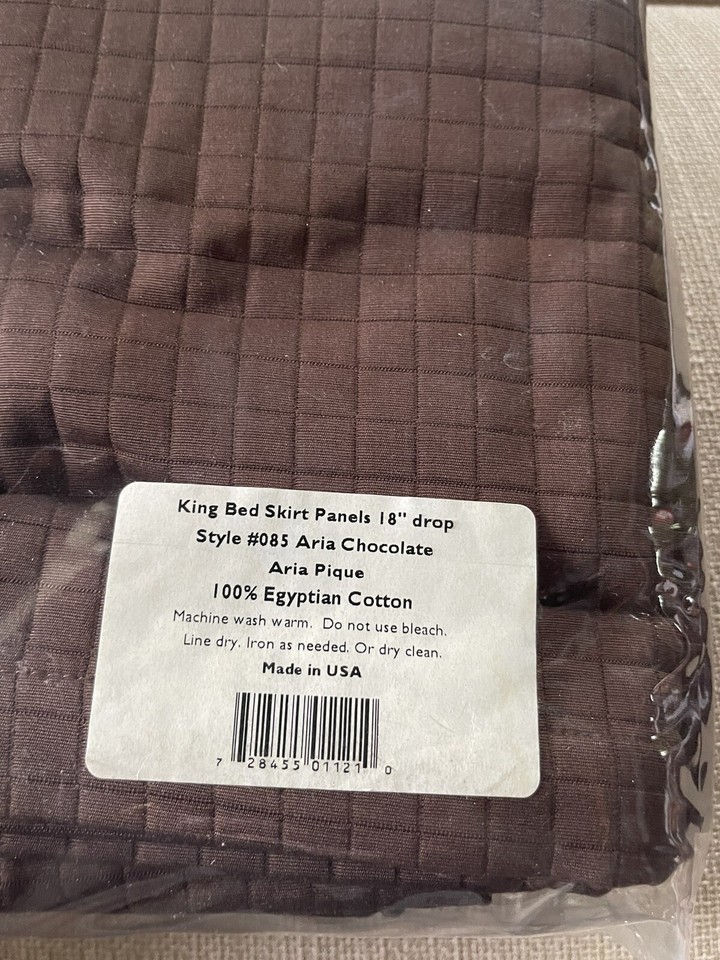 King Bed Skirt Panels 18" drop
Style #085 Aria Chocolate
Aria Pique
100% Egyptian Cotton
Machine wash warm. Do not use bleach.
Line dry. Iron as needed. Or dry clean.
Made in USA
7 28455 01121 0